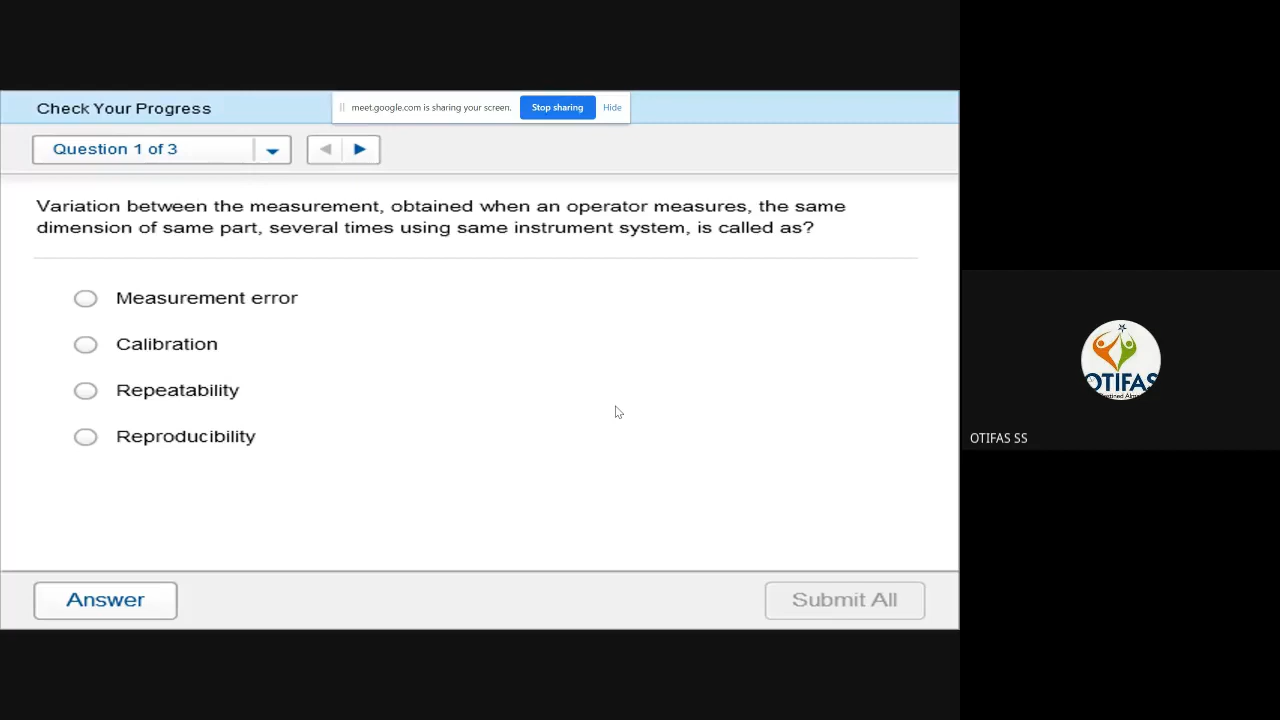 Check Your Progress
meet.google.com is sharing your screen.
Stop sharing
Hide
Question 1 of 3
Variation between the measurement, obtained when an operator measures, the same
dimension of same part, several times using same instrument system, is called as?
Measurement error
Calibration
Repeatability
Reproducibility
Answer
Submit All
OTIFAS
OTIFAS SS